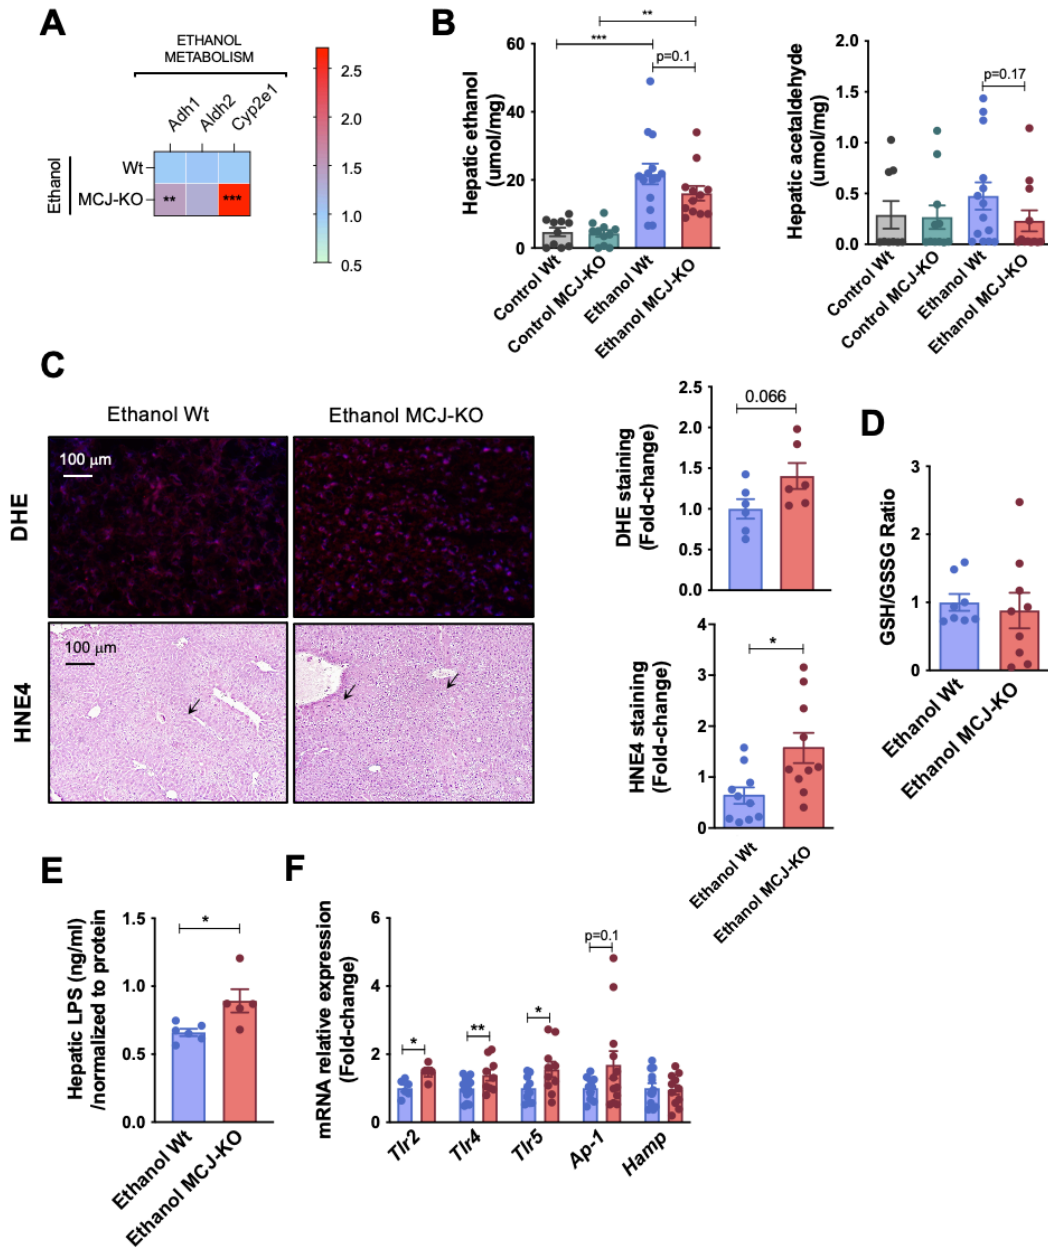 A
ETHANOL
METABOLISM
Adh1
Aldh2
Cyp2e1
Ethanol
Wt
MCJ-KO
**
***
2.5
2.0
1.5
1.0
0.5
B
Hepatic ethanol
(umol/mg)
60
40
20
0
**
***
p=0.1
Control Wt
Control MCJ-KO
Ethanol Wt
Ethanol MCJ-KO
Hepatic acetaldehyde
(umol/mg)
2.0
1.5
1.0
0.5
0.0
p=0.17
Control Wt
Control MCJ-KO
Ethanol Wt
Ethanol MCJ-KO
C
Ethanol Wt
Ethanol MCJ-KO
DHE
100 µm
HNE4
100 µm
DHE staining
(Fold-change)
2.5
2.0
1.5
1.0
0.5
0.0
0.066
HNE4 staining
(Fold-change)
4
3
2
1
0
*
Ethanol Wt
Ethanol MCJ-KO
D
GSH/GSSG Ratio
3
2
1
0
Ethanol Wt
Ethanol MCJ-KO
E
Hepatic LPS (ng/ml)
/normalized to protein
1.5
1.0
0.5
0.0
*
Ethanol Wt
Ethanol MCJ-KO
F
mRNA relative expression
(Fold-change)
6
4
2
0
*
**
*
p=0.1
Tlr2
Tlr4
Tlr5
Ap-1
Hamp